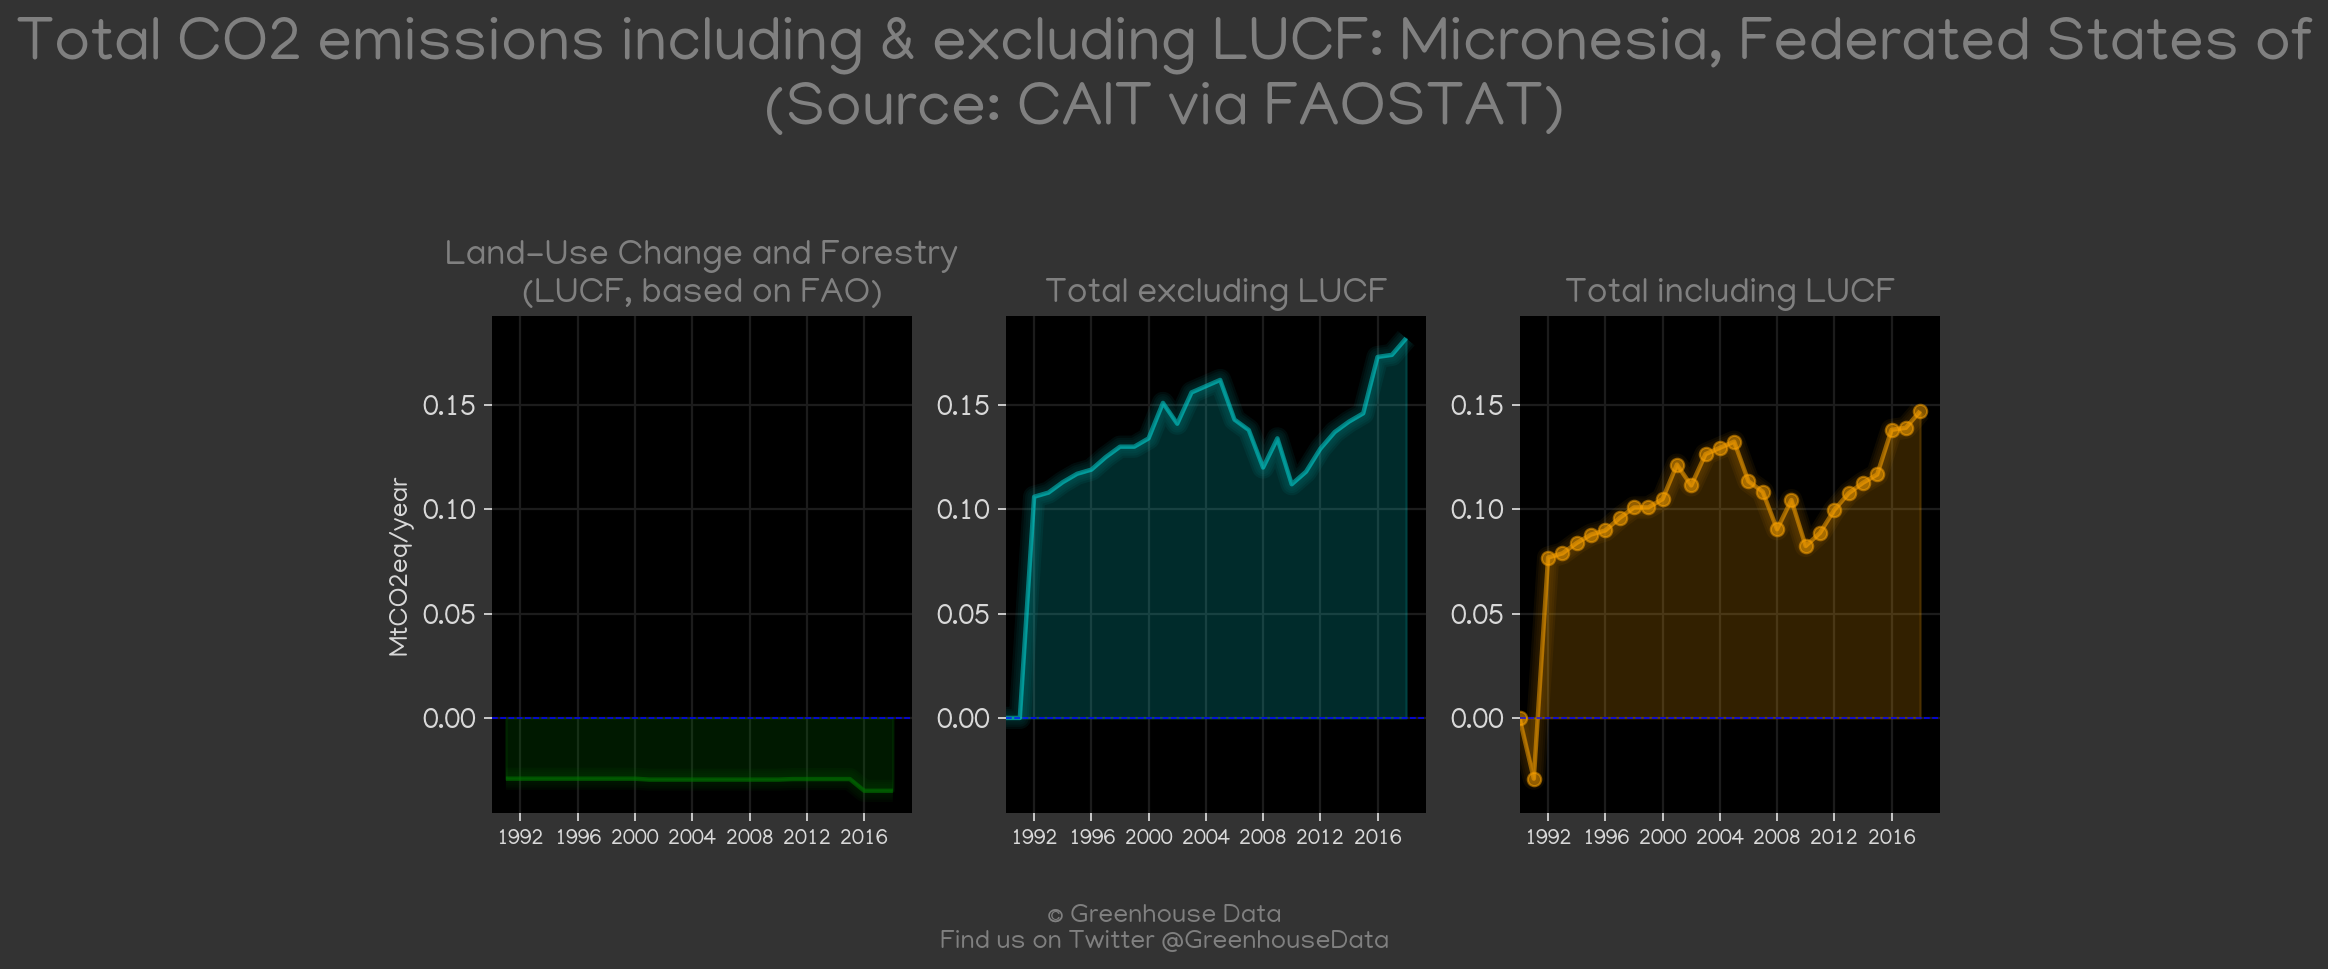 Total CO2 emissions including & excluding LUCF: Micronesia, Federated States of
(Source: CAIT via FAOSTAT)
Land-Use Change and Forestry
(LUCF, based on FAO)
Total excluding LUCF
Total including LUCF
MtCO2eq/year
0.15
0.10
0.05
0.00
0.15
0.10
0.05
0.00
0.15
0.10
0.05
0.00
1992 1996 2000 2004 2008 2012 2016
1992 1996 2000 2004 2008 2012 2016
1992 1996 2000 2004 2008 2012 2016
© Greenhouse Data
Find us on Twitter @GreenhouseData